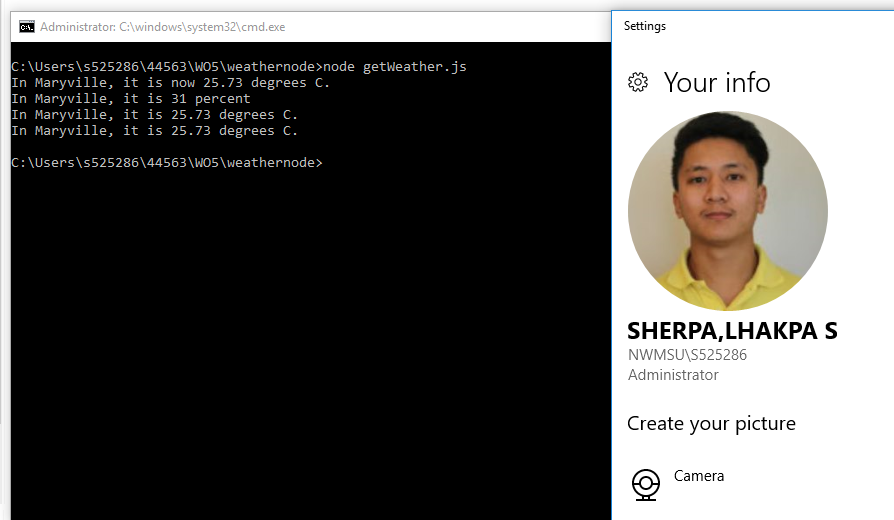 Administrator: C:\windows\system32\cmd.exe
C:\Users\s525286\44563\WO5\weathernode>node getWeather.js
In Maryville, it is now 25.73 degrees C.
In Maryville, it is 31 percent
In Maryville, it is 25.73 degrees C.
In Maryville, it is 25.73 degrees C.
C:\Users\s525286\44563\WO5\weathernode>
Settings
Your info
SHERPA,LHAKPA S
NWMSU\S525286
Administrator
Create your picture
Camera